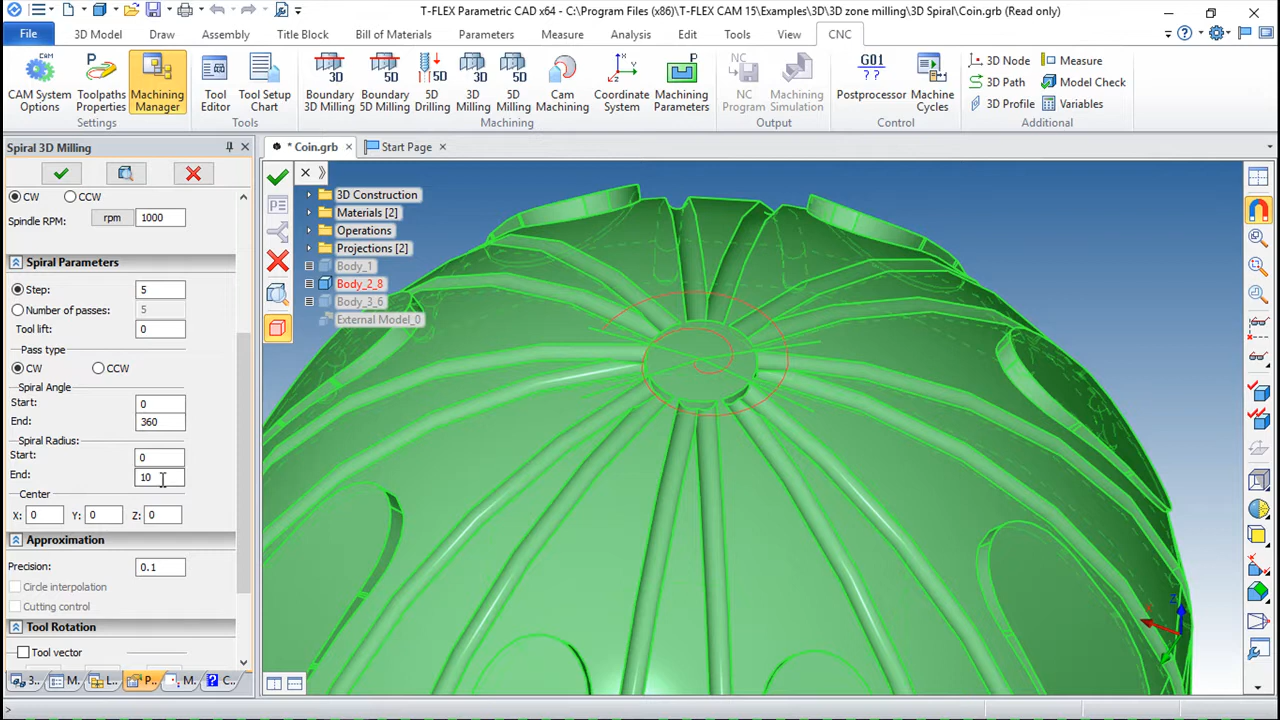 T-FLEX Parametric CAD x64 - C:\Program Files (x86)\T-FLEX CAM 15\Examples\3D\3D zone milling\3D Spiral\Coin.grb (Read only)
File 3D Model Draw Assembly Title Block Bill of Materials Parameters Measure Analysis Edit Tools View CNC
CAM System Options
Toolpaths Properties
Machining Manager
Tool Editor
Tool Setup Chart
Boundary 3D Milling
Boundary 5D Milling
5D Drilling
3D Milling
5D Milling
Cam Machining
Coordinate System
Machining Parameters
NC Program
Machining Simulation
G01
??
Postprocessor
Machine Cycles
3D Node
3D Path
3D Profile
Measure
Model Check
Variables
Settings Tools Machining Output Control Additional
Spiral 3D Milling
CW CCW
Spindle RPM: rpm 1000
Spiral Parameters
Step: 5
Number of passes: 5
Tool lift: 0
Pass type
CW CCW
Spiral Angle
Start: 0
End: 360
Spiral Radius:
Start: 0
End: 10
Center
X: 0 Y: 0 Z: 0
Approximation
Precision: 0.1
Circle interpolation
Cutting control
Tool Rotation
Tool vector
3... M.. L.. P.. M.. C..
* Coin.grb
Start Page
3D Construction
Materials [2]
Operations
Projections [2]
Body_1
Body_2_8
Body_3_6
External Model_0
Z
>